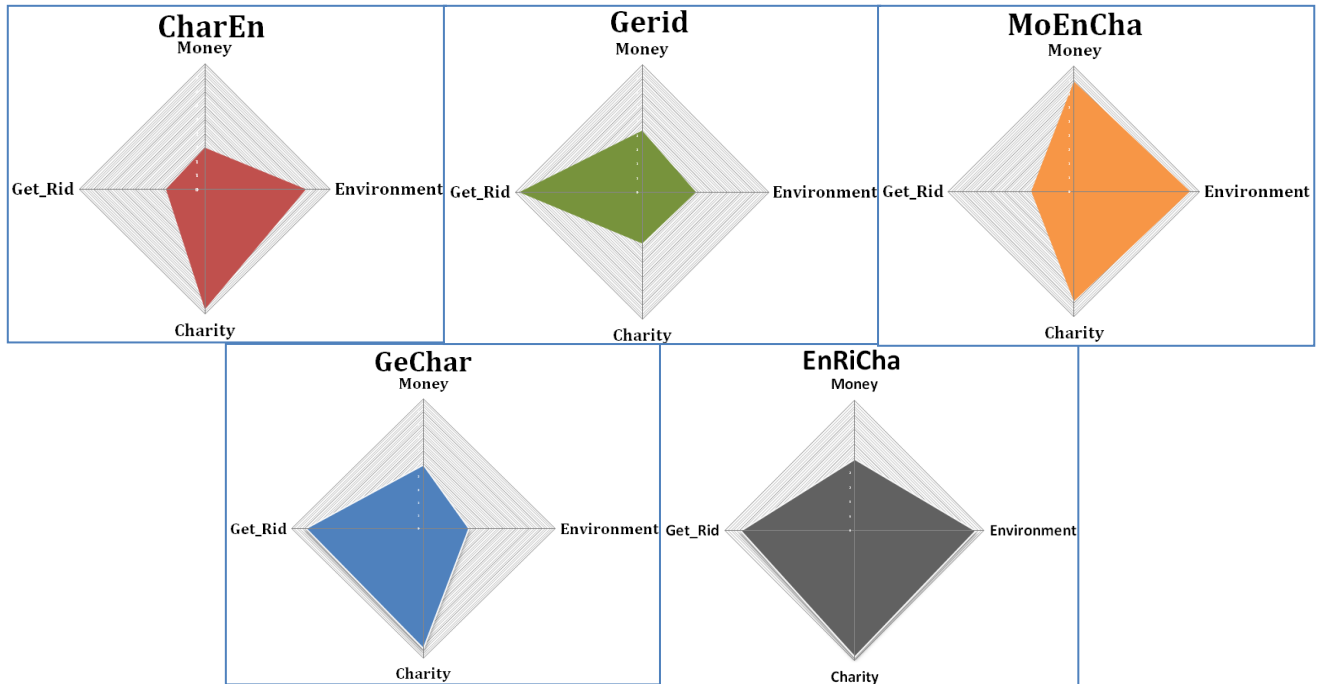 CharEn
Money
Get_Rid
Environment
Charity
Gerid
Money
Get_Rid
Environment
Charity
MoEnCha
Money
Get_Rid
Environment
Charity
GeChar
Money
Get_Rid
Environment
Charity
EnRiCha
Money
Get_Rid
Environment
Charity